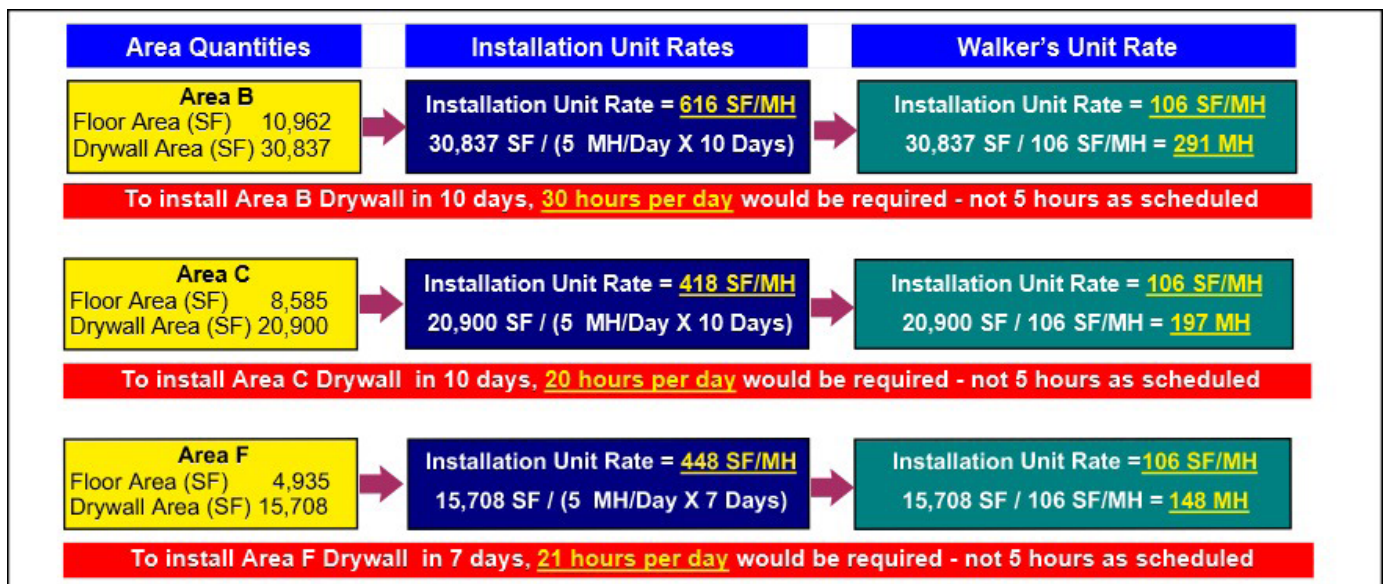 Area Quantities
Installation Unit Rates
Walker's Unit Rate
Area B
Floor Area (SF) 10,962
Drywall Area (SF) 30,837
Installation Unit Rate = 616 SF/MH
30,837 SF / (5 MH/Day X 10 Days)
Installation Unit Rate = 106 SF/MH
30,837 SF / 106 SF/MH = 291 MH
To install Area B Drywall in 10 days, 30 hours per day would be required - not 5 hours as scheduled
Area C
Floor Area (SF) 8,585
Drywall Area (SF) 20,900
Installation Unit Rate = 418 SF/MH
20,900 SF / (5 MH/Day X 10 Days)
Installation Unit Rate = 106 SF/MH
20,900 SF / 106 SF/MH = 197 MH
To install Area C Drywall in 10 days, 20 hours per day would be required - not 5 hours as scheduled
Area F
Floor Area (SF) 4,935
Drywall Area (SF) 15,708
Installation Unit Rate = 448 SF/MH
15,708 SF / (5 MH/Day X 7 Days)
Installation Unit Rate =106 SF/MH
15,708 SF / 106 SF/MH = 148 MH
To install Area F Drywall in 7 days, 21 hours per day would be required - not 5 hours as scheduled